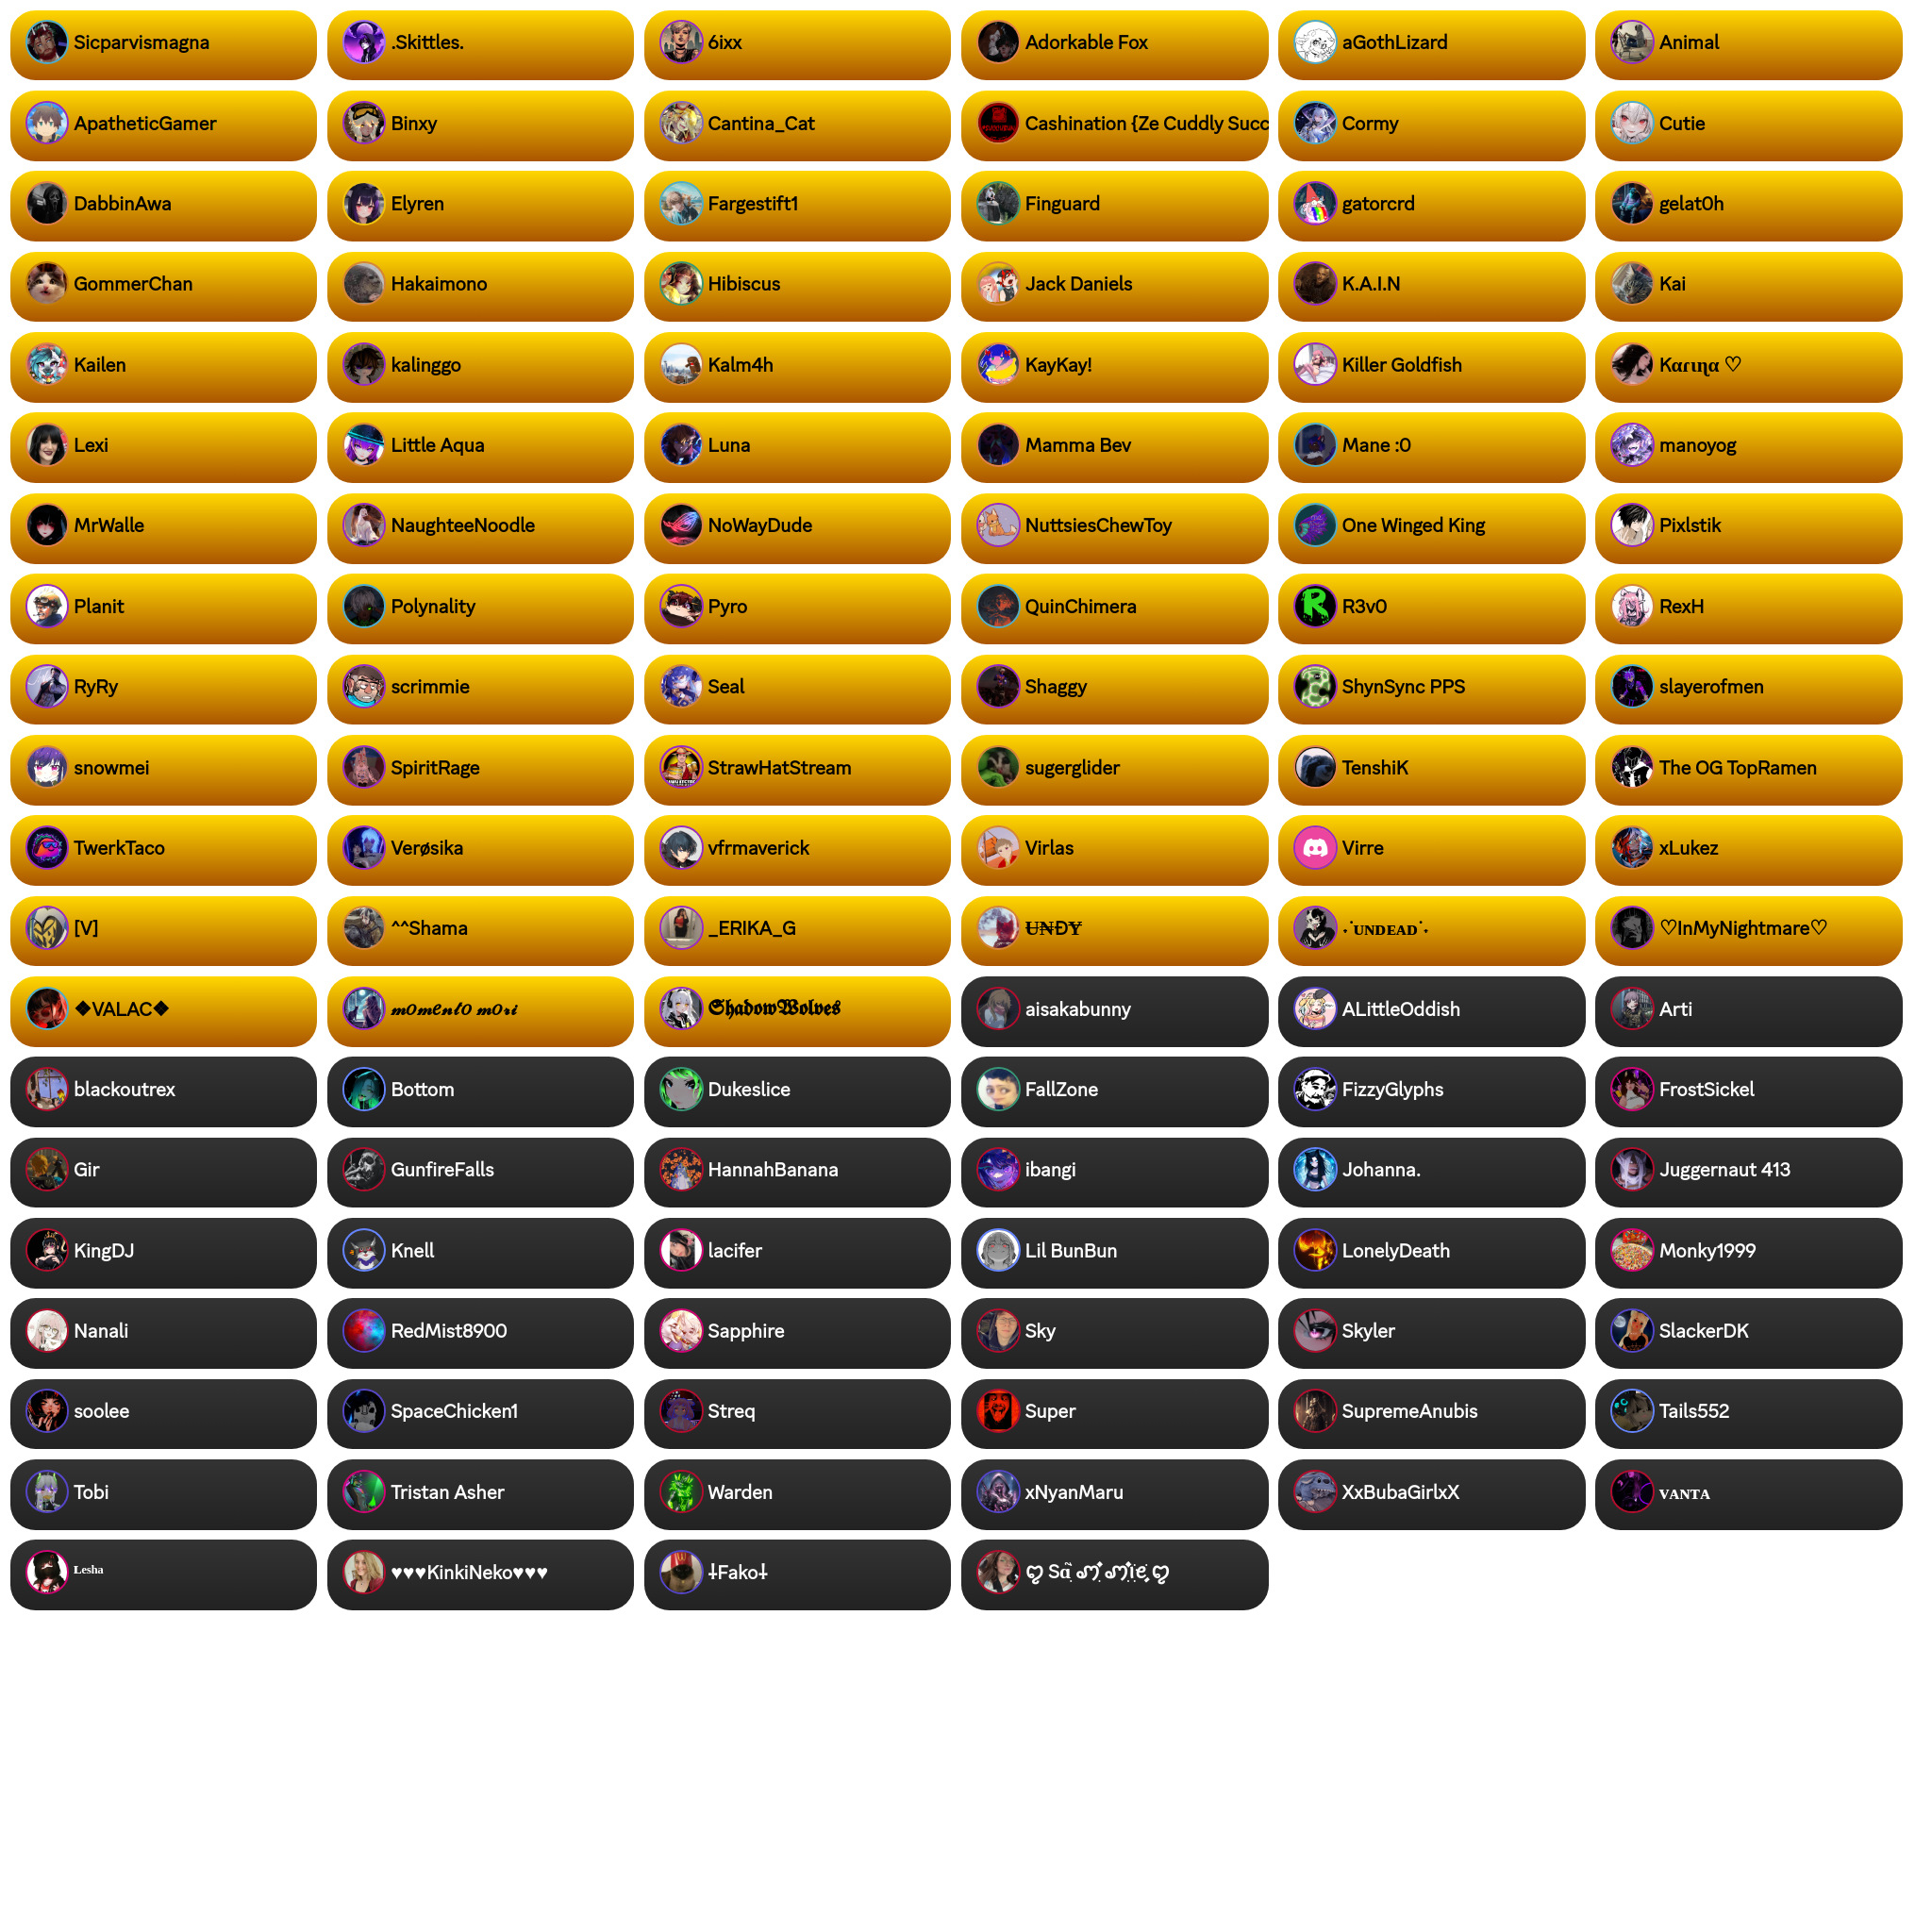 Sicparvismagna
.Skittles.
6ixx
Adorkable Fox
aGothLizard
Animal
ApatheticGamer
Binxy
Cantina_Cat
Cashination {Ze Cuddly Succ
Cormy
Cutie
DabbinAwa
Elyren
Fargestift1
Finguard
gatorcrd
gelat0h
GommerChan
Hakaimono
Hibiscus
Jack Daniels
K.A.I.N
Kai
Kailen
kalinggo
Kalm4h
KayKay!
Killer Goldfish
Kαɾιɳα ♡
Lexi
Little Aqua
Luna
Mamma Bev
Mane :0
manoyog
MrWalle
NaughteeNoodle
NoWayDude
NuttsiesChewToy
One Winged King
Pixlstik
Planit
Polynality
Pyro
QuinChimera
R3v0
RexH
RyRy
scrimmie
Seal
Shaggy
ShynSync PPS
slayerofmen
snowmei
SpiritRage
StrawHatStream
sugerglider
TenshiK
The OG TopRamen
TwerkTaco
Verøsika
vfrmaverick
Virlas
Virre
xLukez
[V]
^^Shama
_ERIKA_G
U̶N̶D̶Y̶
˖˙ᴜɴᴅᴇᴀᴅ˙˖
♡InMyNightmare♡
❖VALAC❖
𝓂𝑜𝓂𝑒𝓃𝓉𝑜 𝓂𝑜𝓇𝒾
𝕾𝖍𝖆𝖉𝖔𝖜𝖂𝖔𝖑𝖛𝖊𝖘
aisakabunny
ALittleOddish
Arti
blackoutrex
Bottom
Dukeslice
FallZone
FizzyGlyphs
FrostSickel
Gir
GunfireFalls
HannahBanana
ibangi
Johanna.
Juggernaut 413
KingDJ
Knell
lacifer
Lil BunBun
LonelyDeath
Monky1999
Nanali
RedMist8900
Sapphire
Sky
Skyler
SlackerDK
soolee
SpaceChicken1
Streq
Super
SupremeAnubis
Tails552
Tobi
Tristan Asher
Warden
xNyanMaru
XxBubaGirlxX
ᴠᴀɴᴛᴀ
ᴸᵉˢʰᵃ
♥♥♥KinkiNeko♥♥♥
⸸Fako⸸